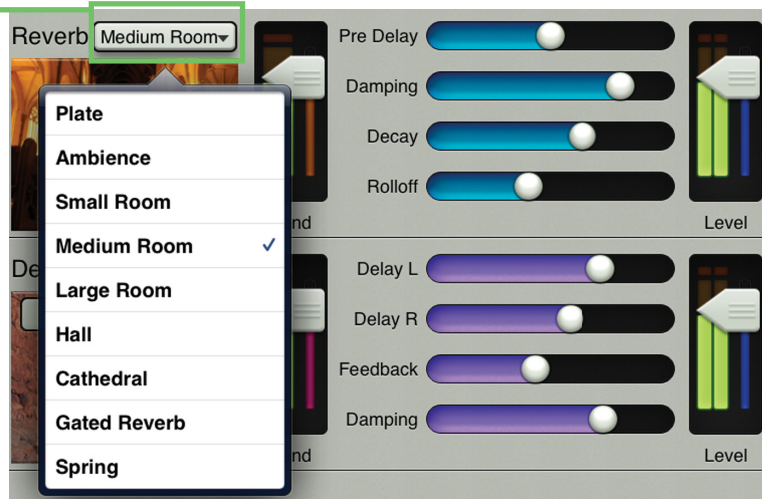 Reverb Medium Room
Pre Delay
Damping
Decay
Rolloff
nd
Level
Plate
Ambience
Small Room
Medium Room
Large Room
Hall
Cathedral
Gated Reverb
Spring
De
Delay L
Delay R
Feedback
Damping
nd
Level